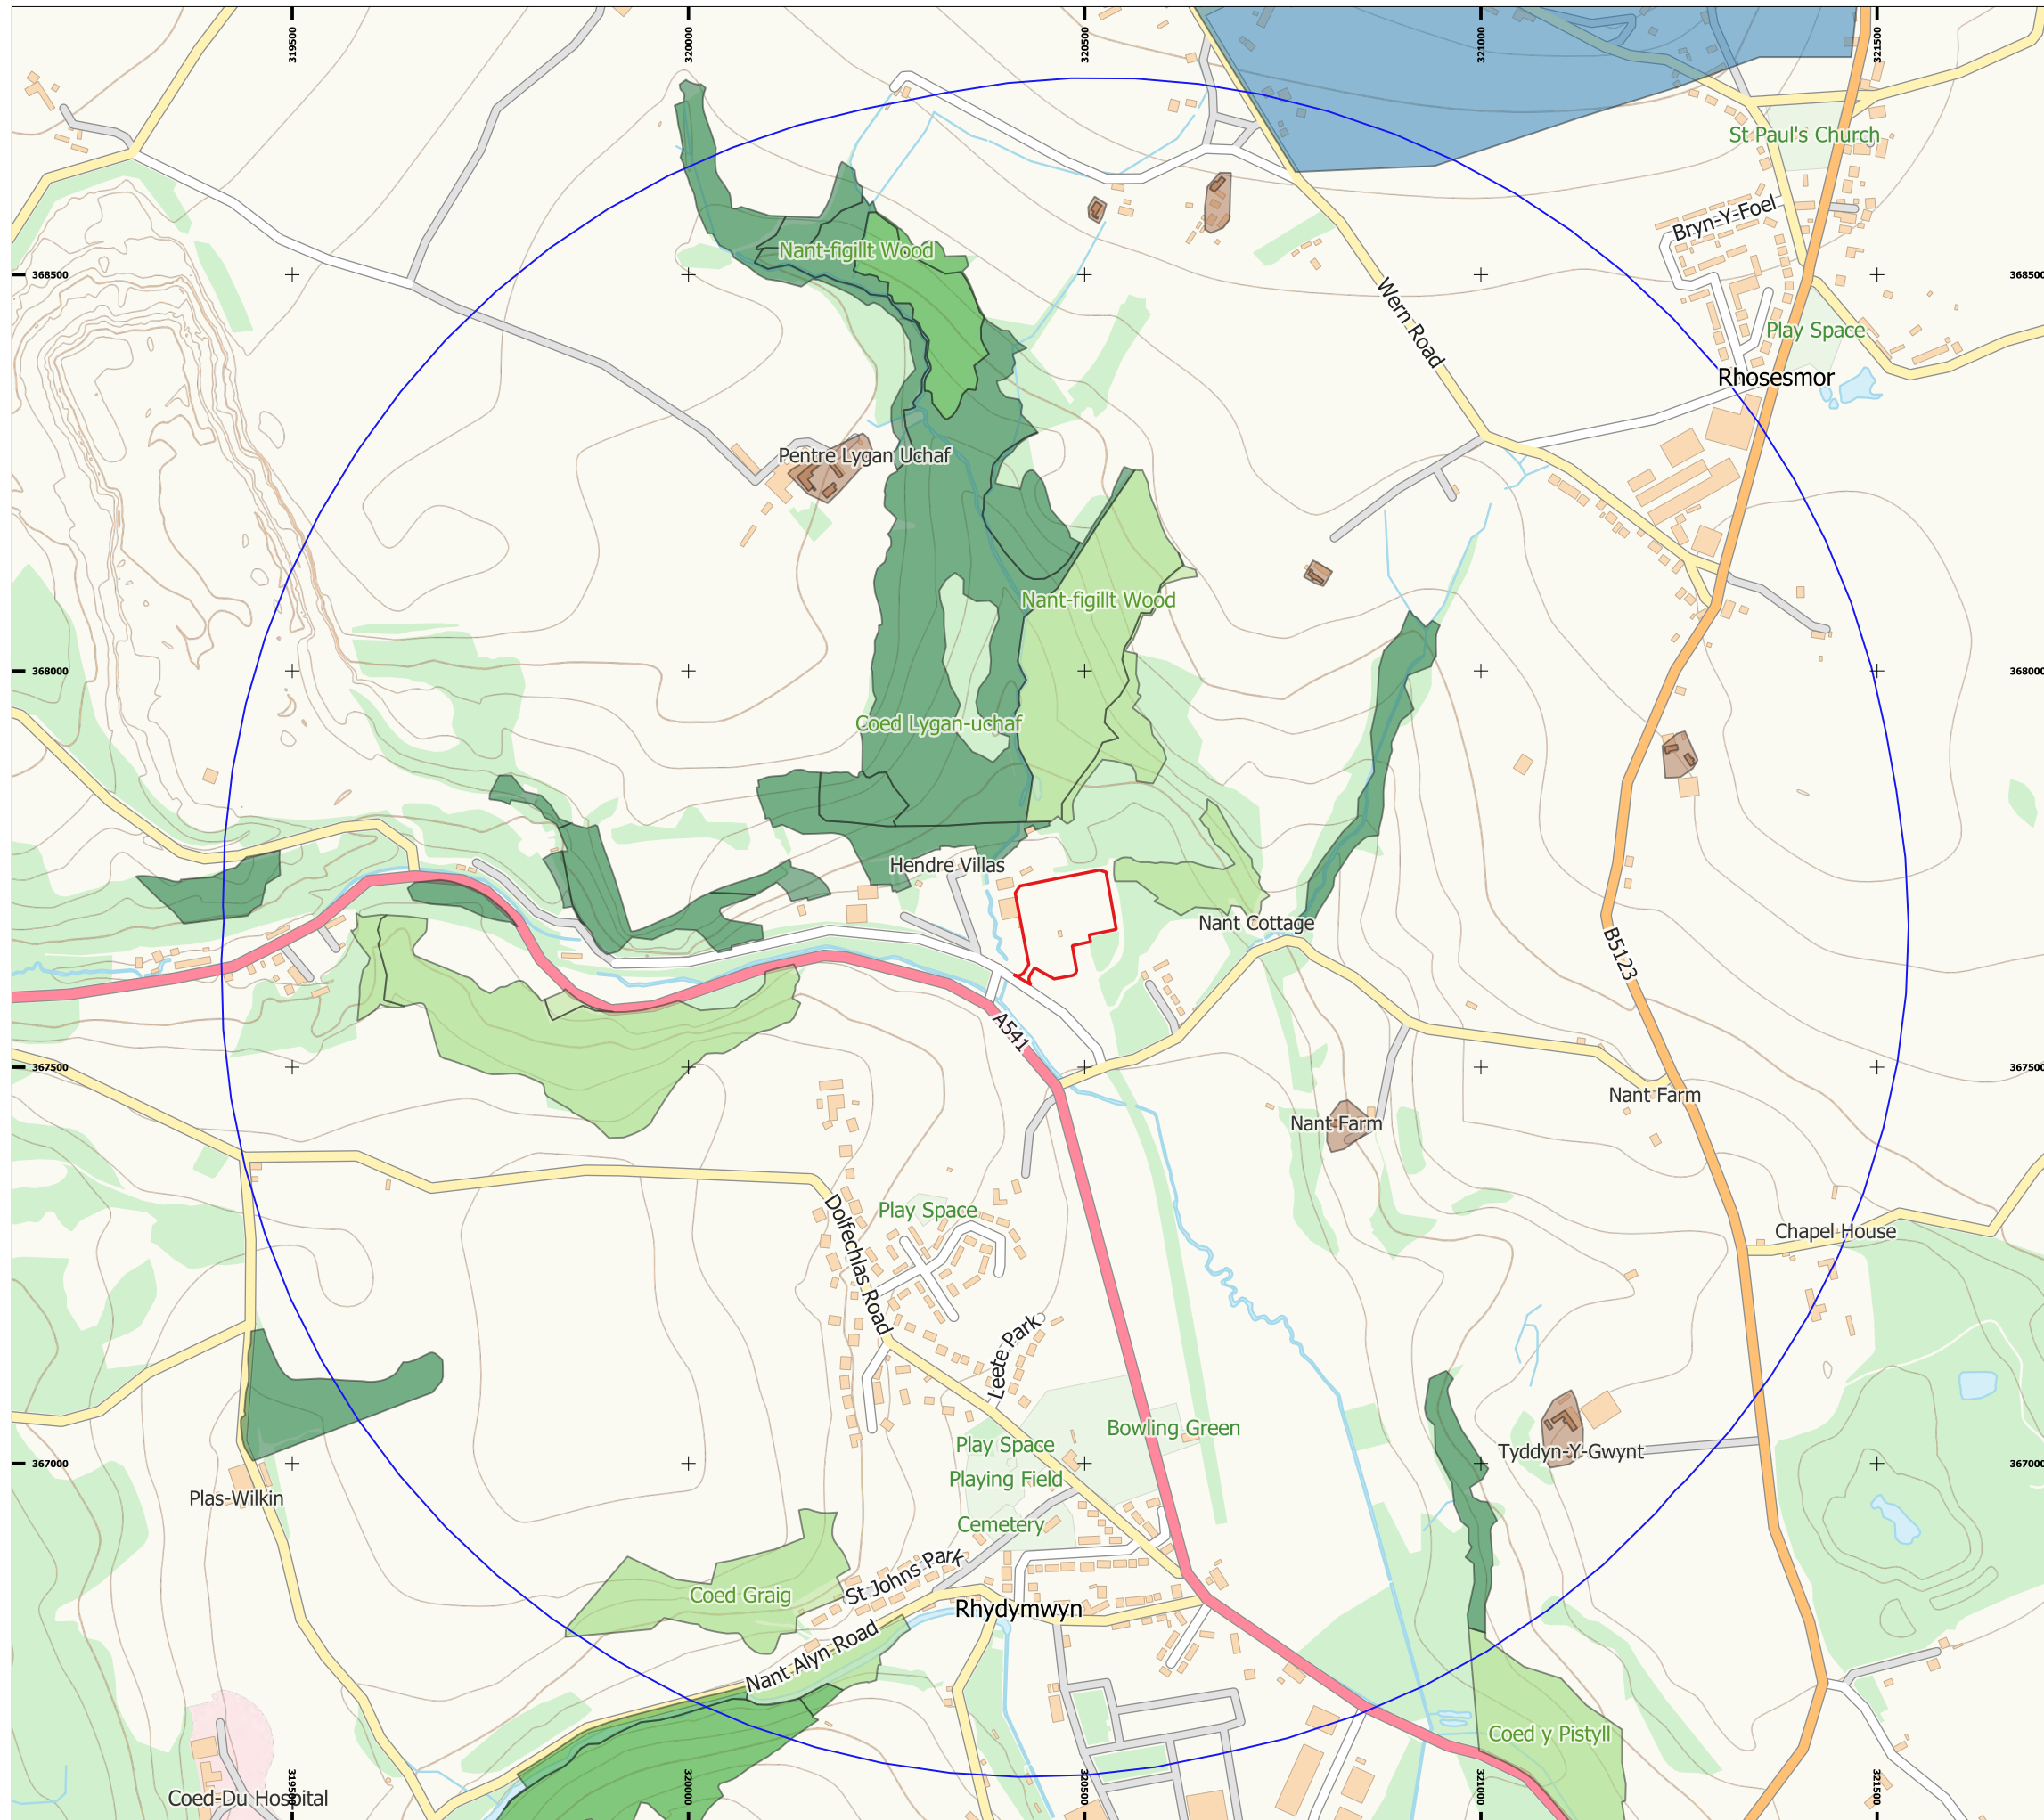 319500
320000
320500
321000
321500
St Paul's Church
Bryn-Y-Foel
Nant-figillt Wood
368500
368500
Wern Road
Play Space
Rhosesmor
Pentre Lygan Uchaf
Nant-figillt Wood
368000
368000
Coed Lygan-uchaf
Hendre Villas
Nant Cottage
B5123
A541
367500
367500
Nant Farm
Nant Farm
Dolfechlas Road
Play Space
Chapel House
Leete Park
Bowling Green
Play Space
Tyddyn-Y-Gwynt
367000
367000
Playing Field
Plas-Wilkin
Cemetery
St Johns Park
Coed Graig
Rhydymwyn
Nant Alyn Road
Coed y Pistyll
Coed-Du Hospital
319500
320000
320500
321000
321500